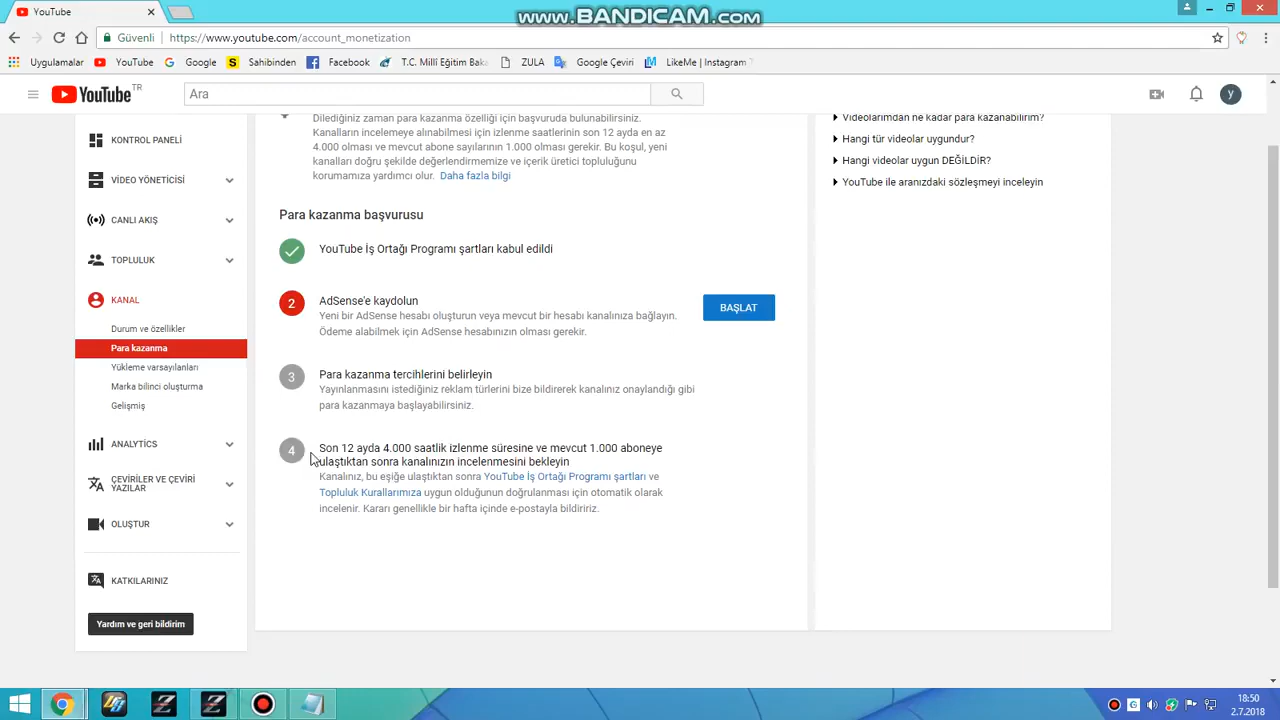 YouTube
www.BANDICAM.com
Güvenli
https://www.youtube.com/account_monetization
Uygulamalar
YouTube
Google
Sahibinden
Facebook
T.C. Millî Eğitim Baka
ZULA
Google Çeviri
LikeMe | Instagram
YouTube TR
Ara
y
KONTROL PANELİ
VİDEO YÖNETİCİSİ
CANLI AKIŞ
TOPLULUK
KANAL
Durum ve özellikler
Para kazanma
Yükleme varsayılanları
Marka bilinci oluşturma
Gelişmiş
ANALYTICS
ÇEVİRİLER VE ÇEVİRİ
YAZILAR
OLUŞTUR
KATKILARINIZ
Yardım ve geri bildirim
Dilediğiniz zaman para kazanma özelliği için başvuruda bulunabilirsiniz.
Kanalların incelemeye alınabilmesi için izlenme saatlerinin son 12 ayda en az
4.000 olması ve mevcut abone sayılarının 1.000 olması gerekir. Bu koşul, yeni
kanalları doğru şekilde değerlendirmemize ve içerik üretici topluluğunu
korumamıza yardımcı olur. Daha fazla bilgi
Para kazanma başvurusu
YouTube İş Ortağı Programı şartları kabul edildi
2
AdSense'e kaydolun
Yeni bir AdSense hesabı oluşturun veya mevcut bir hesabı kanalınıza bağlayın.
Ödeme alabilmek için AdSense hesabınızın olması gerekir.
BAŞLAT
3
Para kazanma tercihlerini belirleyin
Yayınlanmasını istediğiniz reklam türlerini bize bildirerek kanalınız onaylandığı gibi
para kazanmaya başlayabilirsiniz.
4
Son 12 ayda 4.000 saatlik izlenme süresine ve mevcut 1.000 aboneye
ulaştıktan sonra kanalınızın incelenmesini bekleyin
Kanalınız, bu eşiğe ulaştıktan sonra YouTube İş Ortağı Programı şartları ve
Topluluk Kurallarımıza uygun olduğunun doğrulanması için otomatik olarak
incelenir. Kararı genellikle bir hafta içinde e-postayla bildiririz.
Videolarımdan ne kadar para kazanabilirim?
Hangi tür videolar uygundur?
Hangi videolar uygun DEĞİLDİR?
YouTube ile aranızdaki sözleşmeyi inceleyin
18:50
2.7.2018